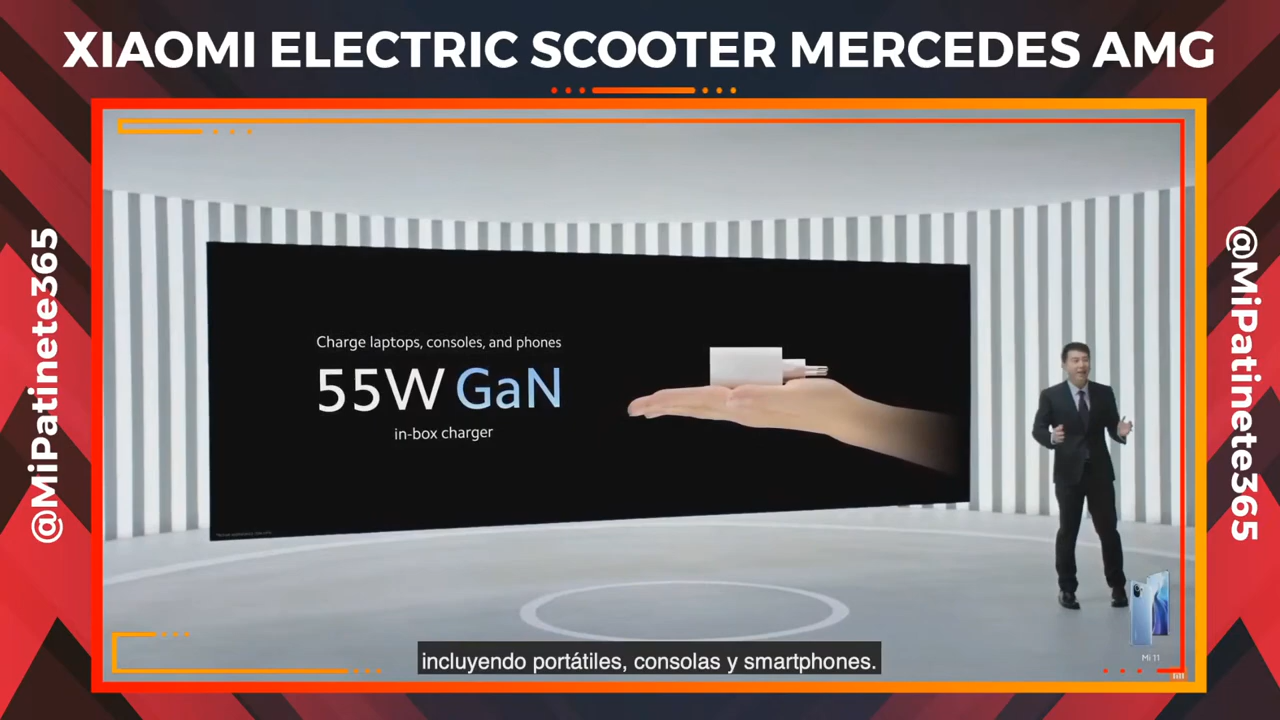 XIAOMI ELECTRIC SCOOTER MERCEDES AMG
@MiPatinete365
@MiPatinete365
Charge laptops, consoles, and phones
55W GaN
in-box charger
incluyendo portátiles, consolas y smartphones.
Mi 11